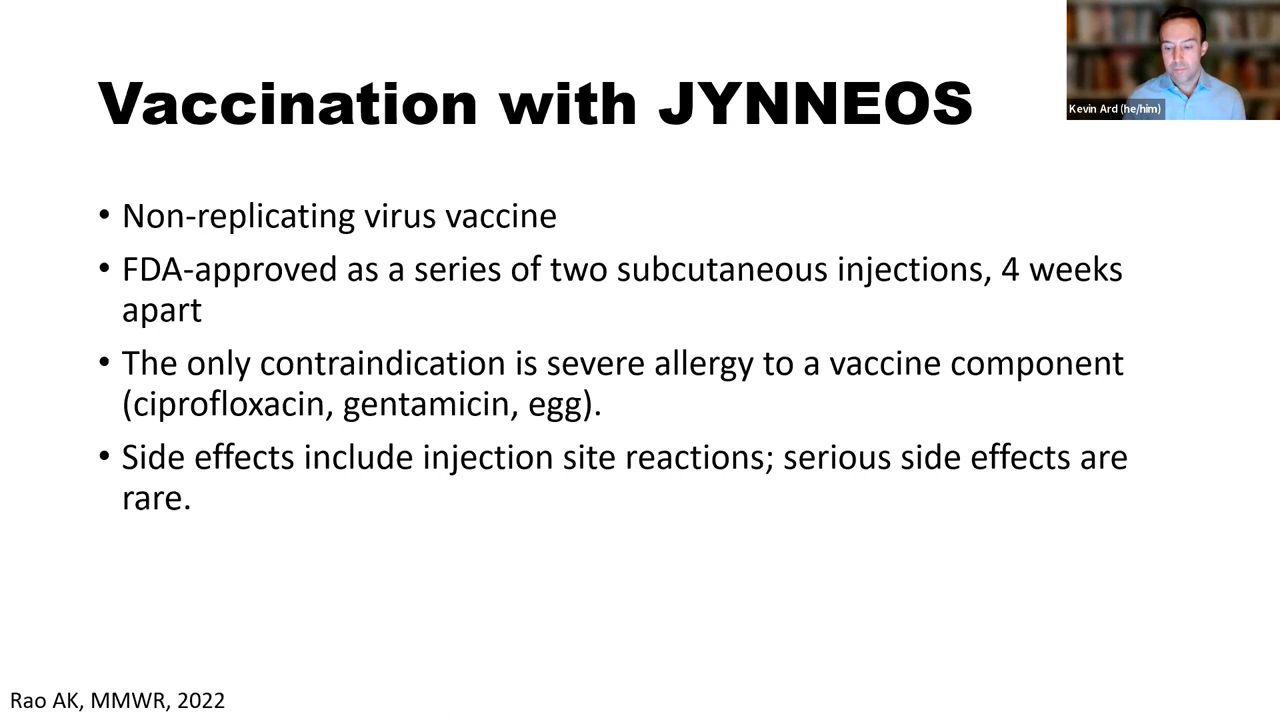 Vaccination with JYNNEOS
Kevin Ard (he/him)
• Non-replicating virus vaccine
• FDA-approved as a series of two subcutaneous injections, 4 weeks
apart
• The only contraindication is severe allergy to a vaccine component
(ciprofloxacin, gentamicin, egg).
• Side effects include injection site reactions; serious side effects are
rare.
Rao AK, MMWR, 2022